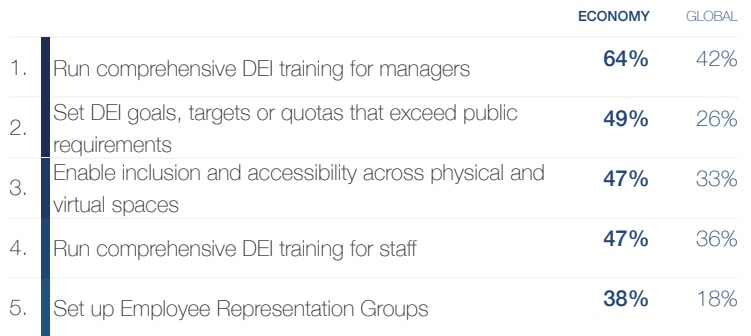 ECONOMY GLOBAL
1. Run comprehensive DEI training for managers 64% 42%
2. Set DEI goals, targets or quotas that exceed public requirements 49% 26%
3. Enable inclusion and accessibility across physical and virtual spaces 47% 33%
4. Run comprehensive DEI training for staff 47% 36%
5. Set up Employee Representation Groups 38% 18%